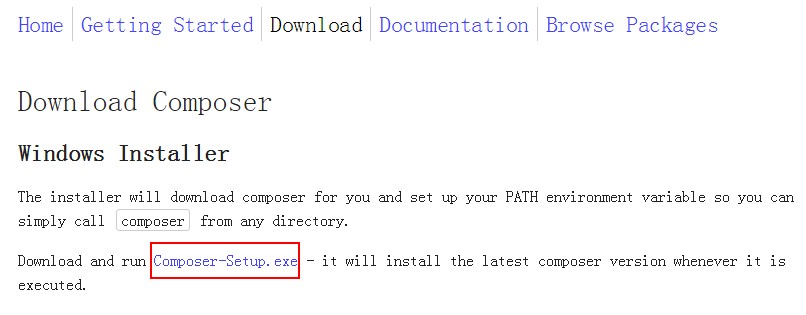 Home Getting Started Download Documentation Browse Packages
Download Composer
Windows Installer
The installer will download composer for you and set up your PATH environment variable so you can
simply call composer from any directory.
Download and run Composer-Setup.exe - it will install the latest composer version whenever it is
executed.